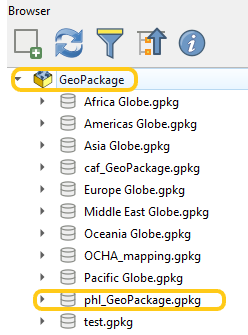 Browser
GeoPackage
Africa Globe.gpkg
Americas Globe.gpkg
Asia Globe.gpkg
caf_GeoPackage.gpkg
Europe Globe.gpkg
Middle East Globe.gpkg
Oceania Globe.gpkg
OCHA_mapping.gpkg
Pacific Globe.gpkg
phl_GeoPackage.gpkg
test.gpkg